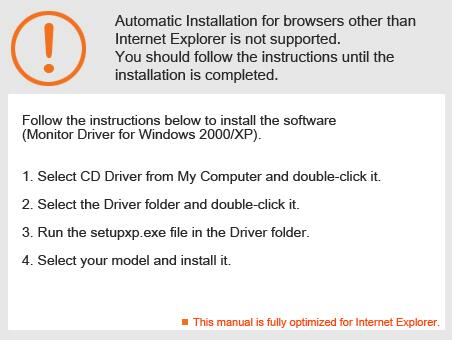 Automatic Installation for browsers other than
Internet Explorer is not supported.
You should follow the instructions until the
installation is completed.
Follow the instructions below to install the software
(Monitor Driver for Windows 2000/XP).
1. Select CD Driver from My Computer and double-click it.
2. Select the Driver folder and double-click it.
3. Run the setupxp.exe file in the Driver folder.
4. Select your model and install it.
This manual is fully optimized for Internet Explorer.